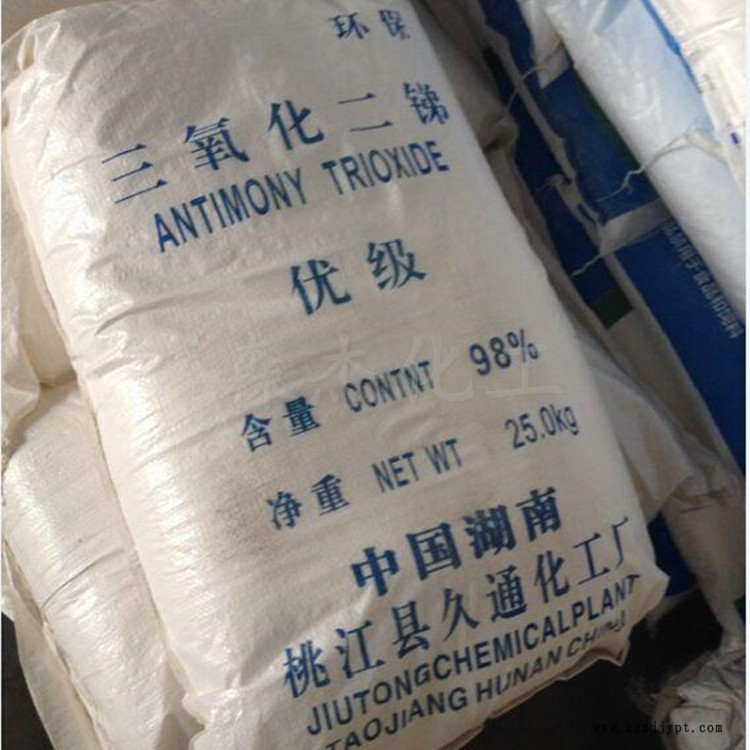 环保
三氧化二锑
ANTIMONY TRIOXIDE
优级
含量 CONTNT 98%
净重 NET WT 25.0kg
中国湖南
桃江县久通化工厂
JIUTONGCHEMICALPLANT
TAOJIANG HUNAN CHINA